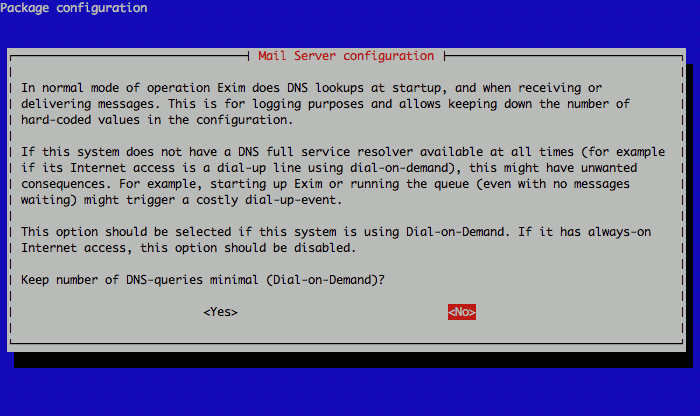 Package configuration
Mail Server configuration
In normal mode of operation Exim does DNS lookups at startup, and when receiving or
delivering messages. This is for logging purposes and allows keeping down the number of
hard-coded values in the configuration.
If this system does not have a DNS full service resolver available at all times (for example
if its Internet access is a dial-up line using dial-on-demand), this might have unwanted
consequences. For example, starting up Exim or running the queue (even with no messages
waiting) might trigger a costly dial-up-event.
This option should be selected if this system is using Dial-on-Demand. If it has always-on
Internet access, this option should be disabled.
Keep number of DNS-queries minimal (Dial-on-Demand)?
<Yes> <No>